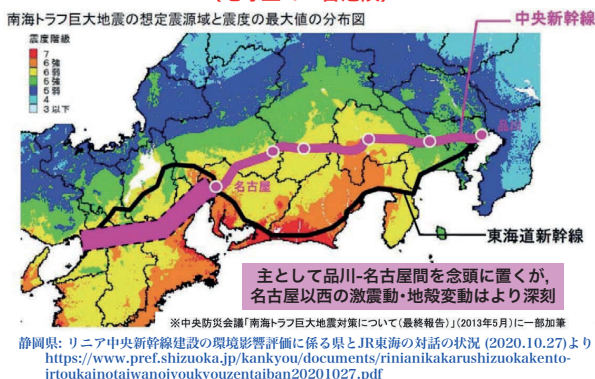 南海トラフ巨大地震の想定震源域と震度の最大値の分布図
中央新幹線
震度階級
7
6強
6弱
5強
5弱
4
3以下
品川
名古屋
東海道新幹線
主として品川-名古屋間を念頭に置くが,
名古屋以西の激震動・地殻変動はより深刻
※中央防災会議「南海トラフ巨大地震対策について(最終報告)」(2013年5月)に一部加筆
静岡県: リニア中央新幹線建設の環境影響評価に係る県とJR東海の対話の状況 (2020.10.27)より
https://www.pref.shizuoka.jp/kankyou/documents/rinianikakarushizuokakento-
irtoukainotaiwanojyoukyouzentaiban20201027.pdf